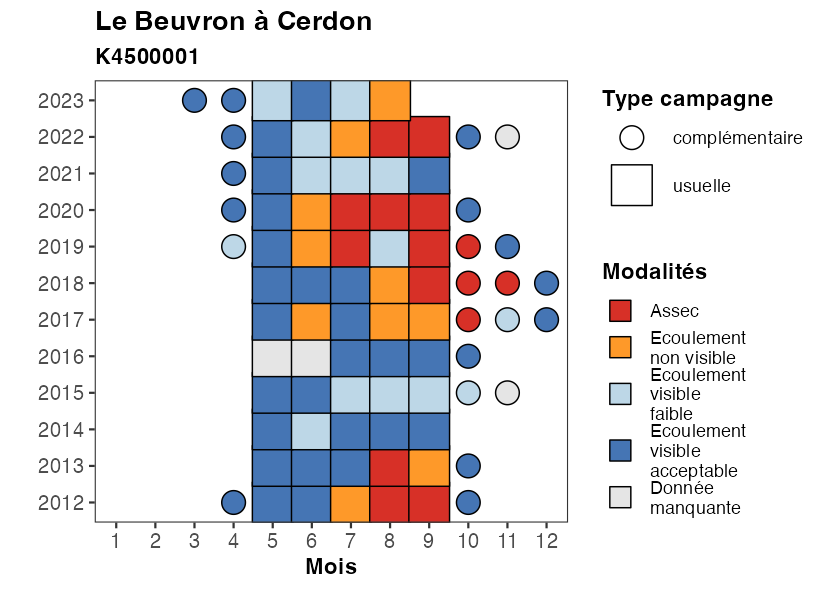 Le Beuvron à Cerdon
K4500001
2023
2022
2021
2020
2019
2018
2017
2016
2015
2014
2013
2012
1 2 3 4 5 6 7 8 9 10 11 12
Mois
Type campagne
complémentaire
usuelle
Modalités
Assec
Ecoulement
non visible
Ecoulement
visible
faible
Ecoulement
visible
acceptable
Donnée
manquante